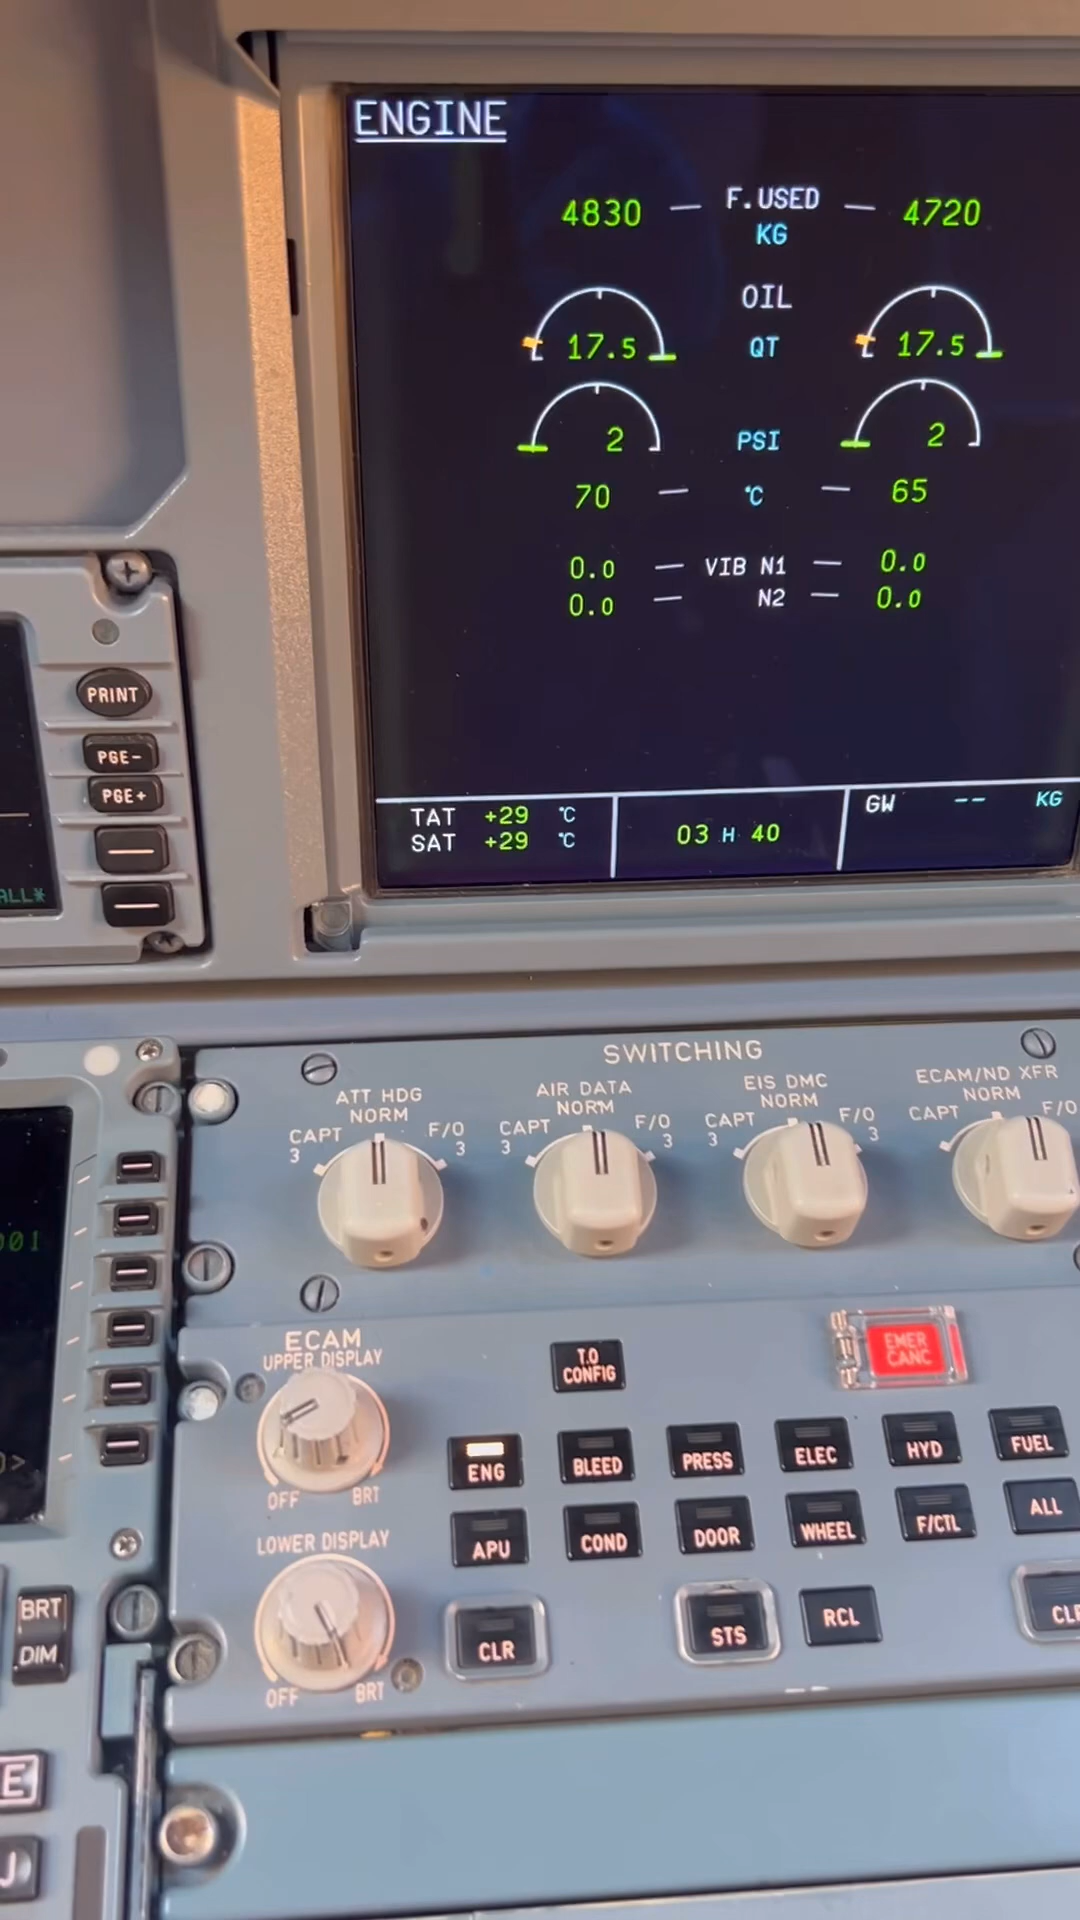 ENGINE
4830 — F.USED — 4720
KG
OIL
17.5 QT 17.5
2 PSI 2
70 — °C — 65
0.0 — VIB N1 — 0.0
0.0 — N2 — 0.0
TAT +29 °C
SAT +29 °C
03 H 40
GW -- KG
PRINT
PGE-
PGE+
ALL*
SWITCHING
ATT HDG
NORM
CAPT
3
F/O
3
AIR DATA
NORM
CAPT
3
F/O
3
EIS DMC
NORM
CAPT
3
F/O
3
ECAM/ND XFR
NORM
CAPT
F/O
001
>
ECAM
UPPER DISPLAY
OFF BRT
T.O
CONFIG
EMER
CANC
ENG BLEED PRESS ELEC HYD FUEL
APU COND DOOR WHEEL F/CTL ALL
LOWER DISPLAY
OFF BRT
CLR STS RCL
BRT
DIM
E
J